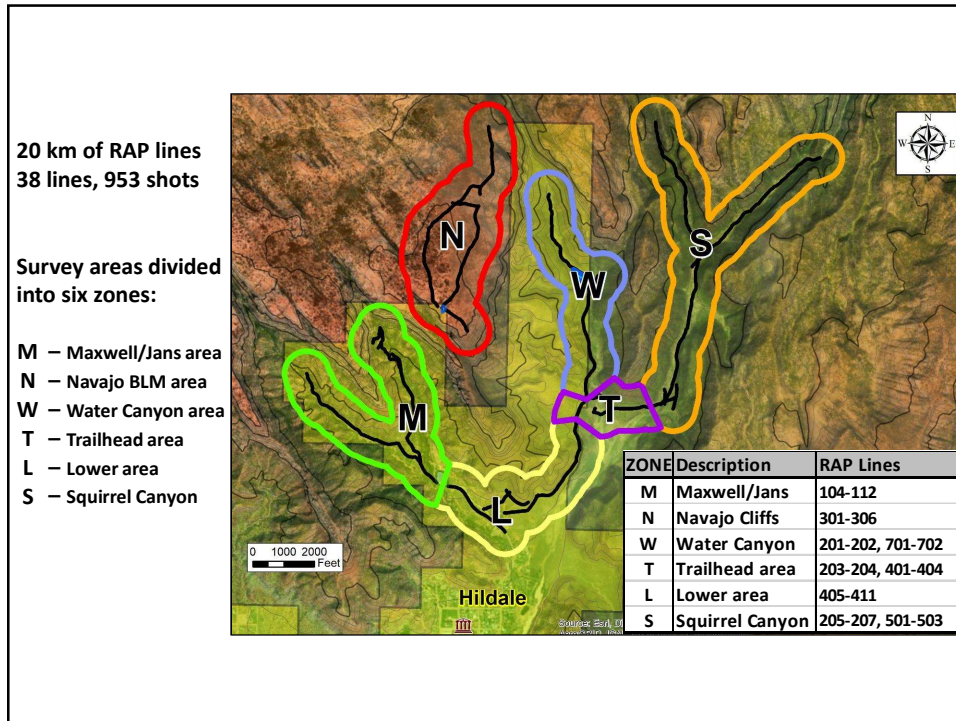 20 km of RAP lines
38 lines, 953 shots
Survey areas divided
into six zones:
M – Maxwell/Jans area
N – Navajo BLM area
W – Water Canyon area
T – Trailhead area
L – Lower area
S – Squirrel Canyon
N
W E
S
N
S
W
M
T
L
0 1000 2000
Feet
Hildale
Source: Esri,
ZONE Description RAP Lines
M Maxwell/Jans 104-112
N Navajo Cliffs 301-306
W Water Canyon 201-202, 701-702
T Trailhead area 203-204, 401-404
L Lower area 405-411
S Squirrel Canyon 205-207, 501-503